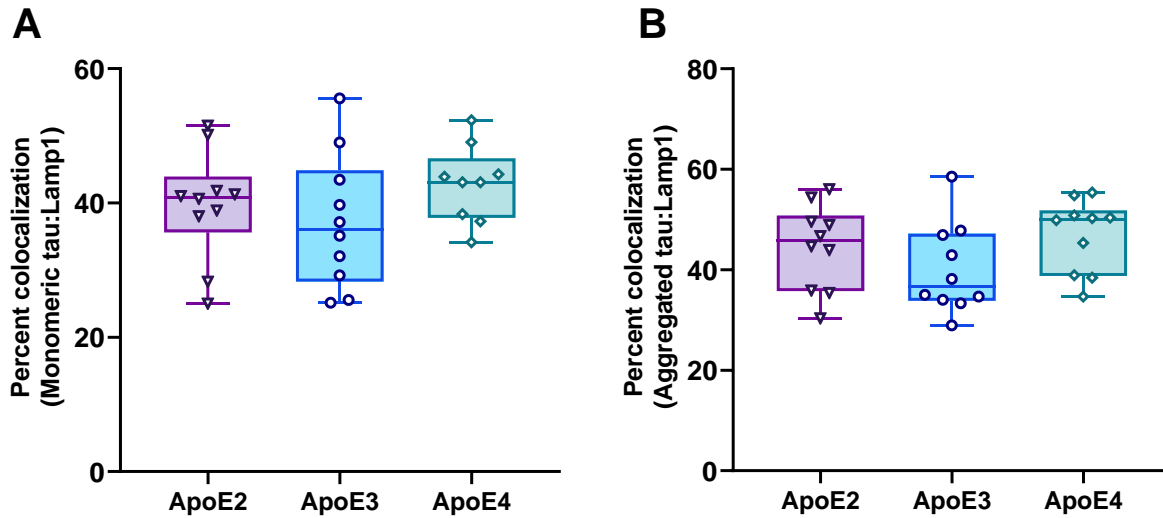 A
Percent colocalization
(Monomeric tau:Lamp1)
60
40
20
0
ApoE2 ApoE3 ApoE4
B
Percent colocalization
(Aggregated tau:Lamp1)
80
60
40
20
0
ApoE2 ApoE3 ApoE4